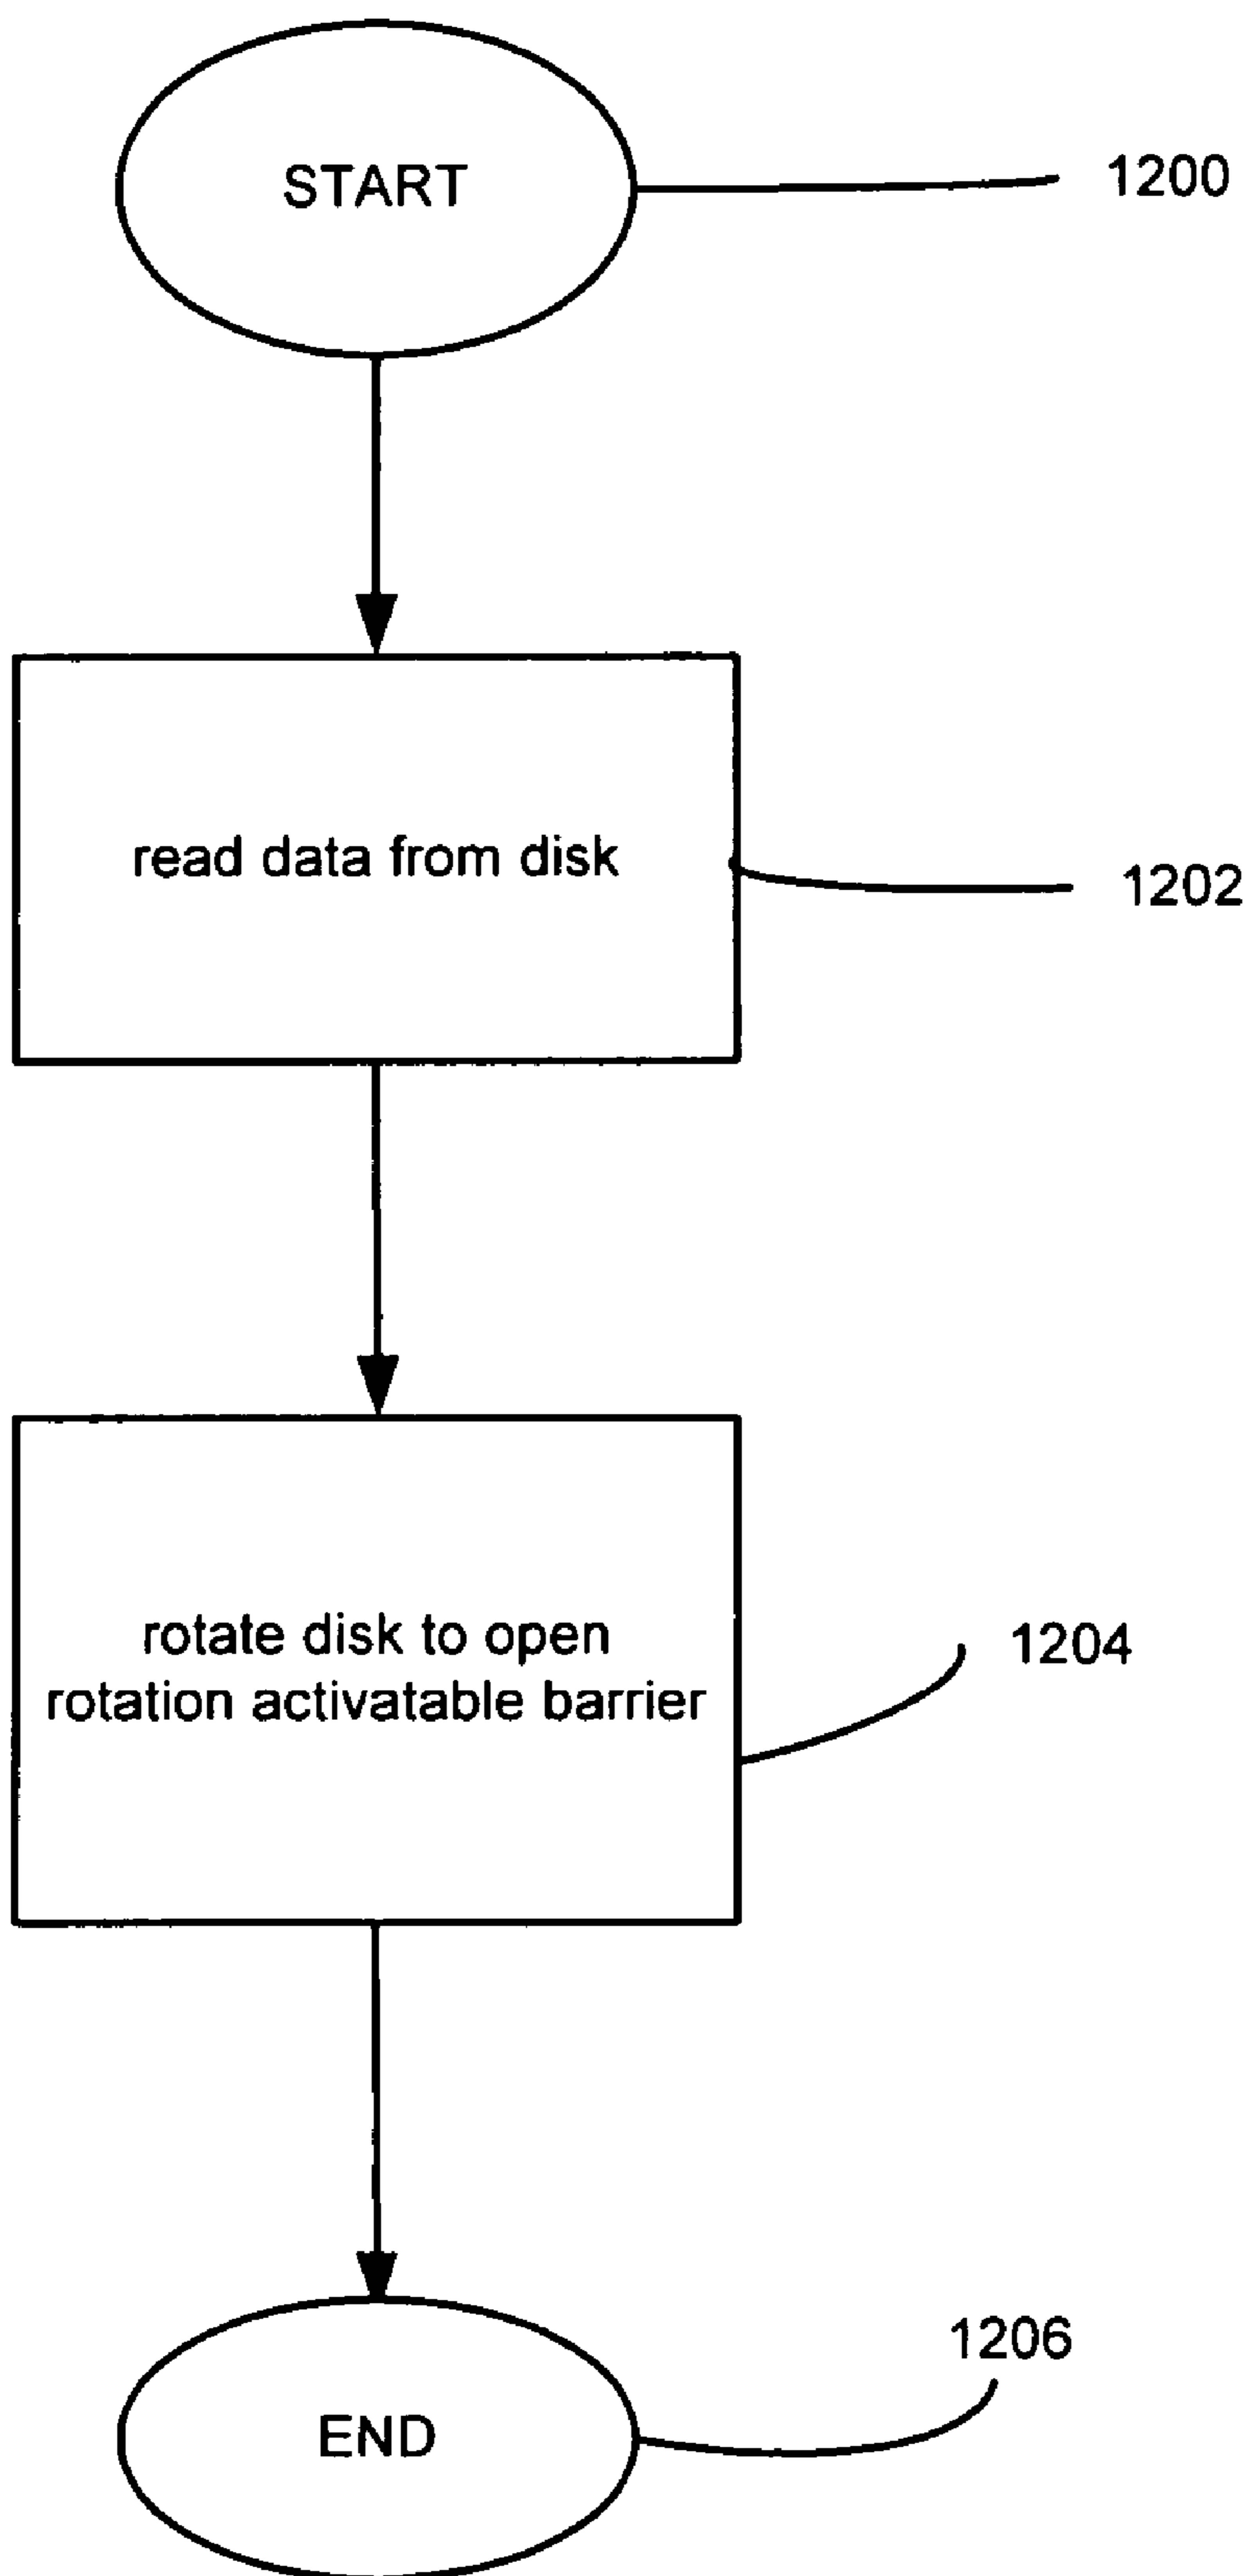 START
1200
read data from disk
1202
rotate disk to open
rotation activatable barrier
1204
1206
END